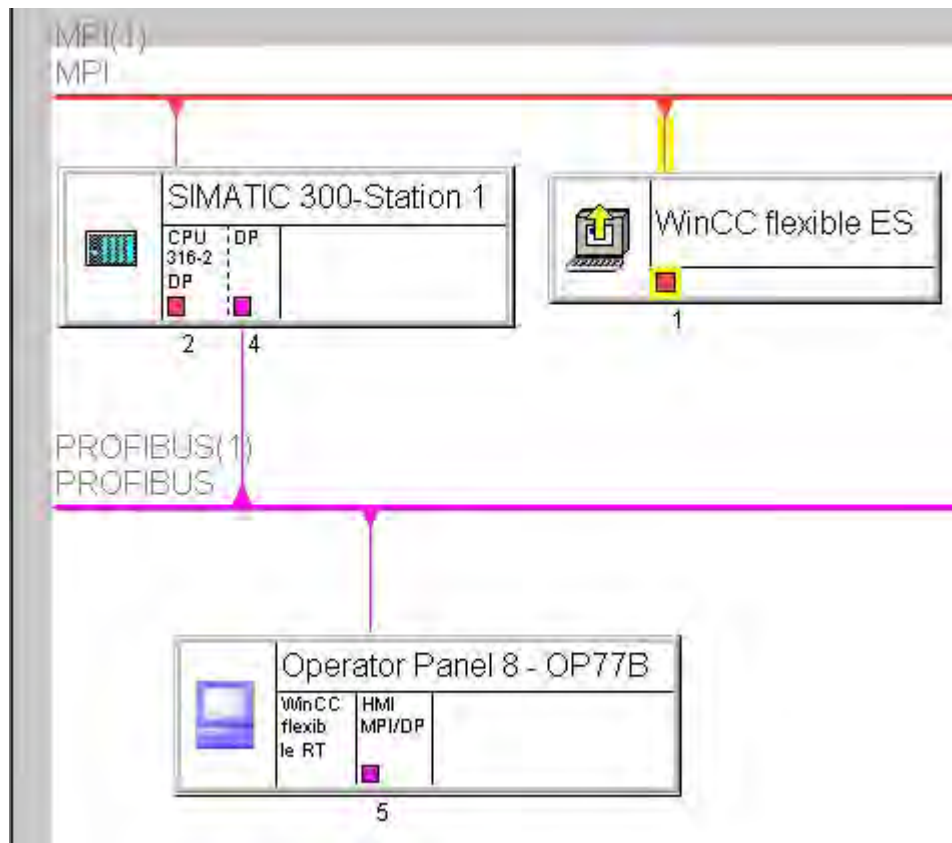 MPI(1)
MPI
SIMATIC 300-Station 1
CPU
316-2
DP
DP
2
4
WinCC flexible ES
1
PROFIBUS(1)
PROFIBUS
Operator Panel 8 - OP77B
WinCC
flexib
le RT
HMI
MPI/DP
5